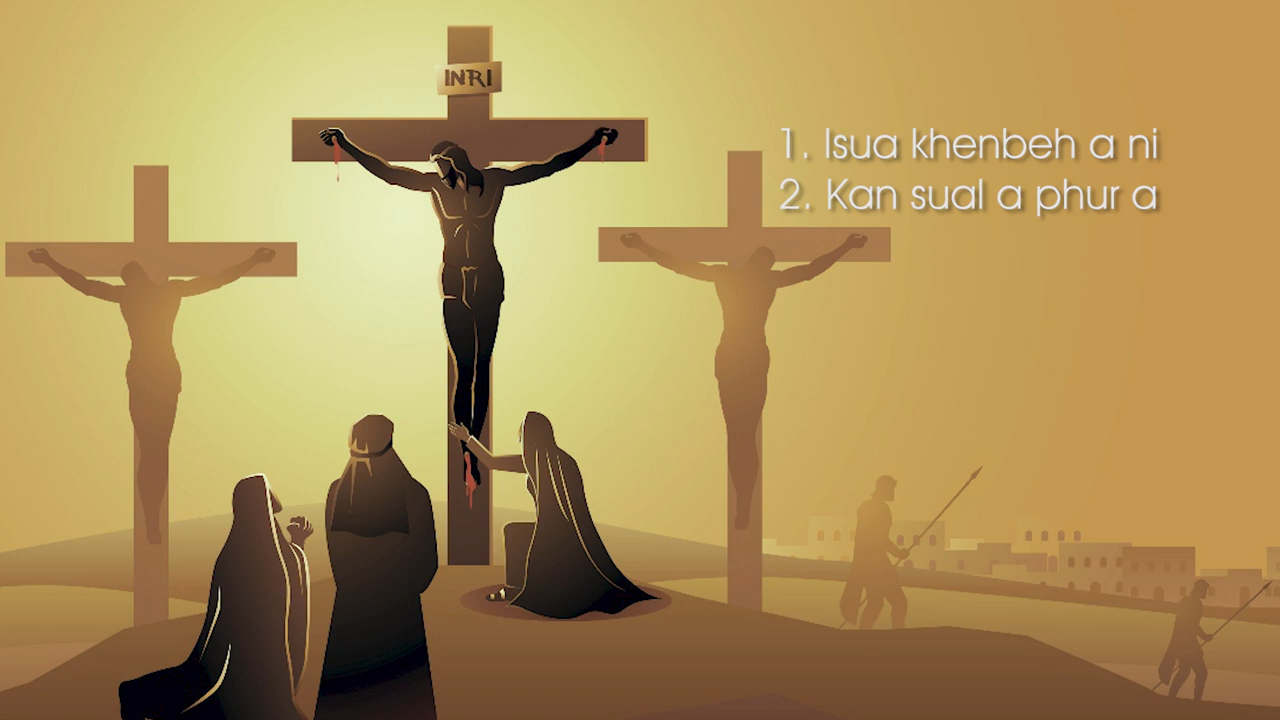 INRI
1. Isua khenbeh a ni
2. Kan sual a phur a